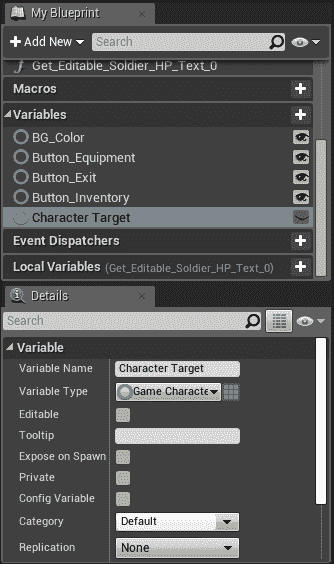 My Blueprint
Add New
Search
Get_Editable_Soldier_HP_Text_0
Macros
Variables
BG_Color
Button_Equipment
Button_Exit
Button_Inventory
Character Target
Event Dispatchers
Local Variables (Get_Editable_Soldier_HP_Text_0)
Details
Search
Variable
Variable Name Character Target
Variable Type Game Characte
Editable
Tooltip
Expose on Spawn
Private
Config Variable
Category Default
Replication None